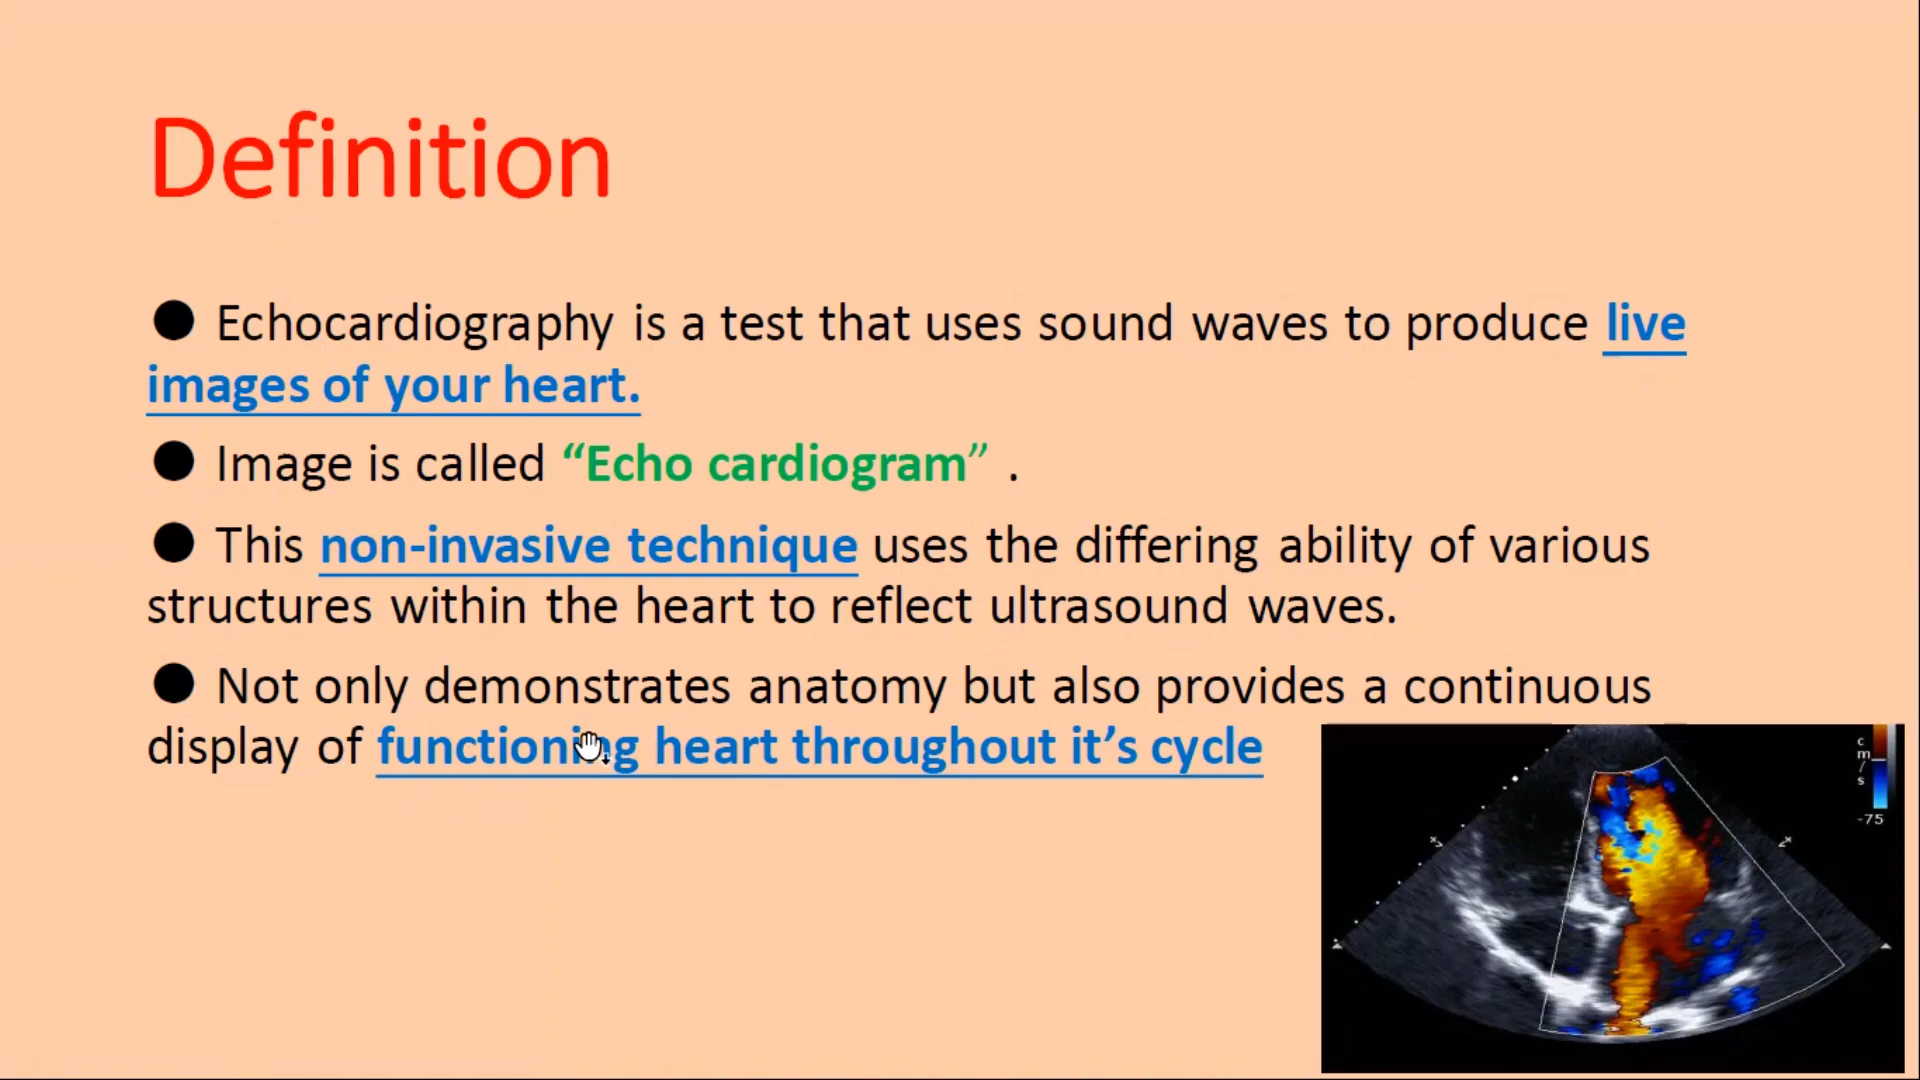 Definition
● Echocardiography is a test that uses sound waves to produce live
images of your heart.
● Image is called “Echo cardiogram” .
● This non-invasive technique uses the differing ability of various
structures within the heart to reflect ultrasound waves.
● Not only demonstrates anatomy but also provides a continuous
display of functioning heart throughout it’s cycle
c
m
/
s
-75